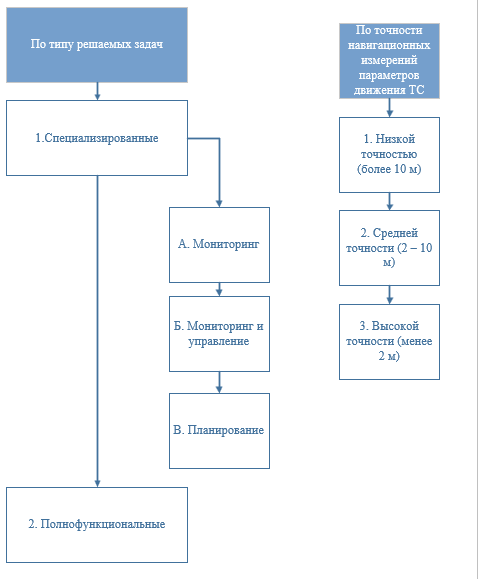 По типу решаемых задач
1.Специализированные
А. Мониторинг
Б. Мониторинг и
управление
В. Планирование
2. Полнофункциональные
По точности
навигационных
измерений
параметров
движения ТС
1. Низкой
точностью
(более 10 м)
2. Средней
точности (2 – 10
м)
3. Высокой
точности (менее
2 м)